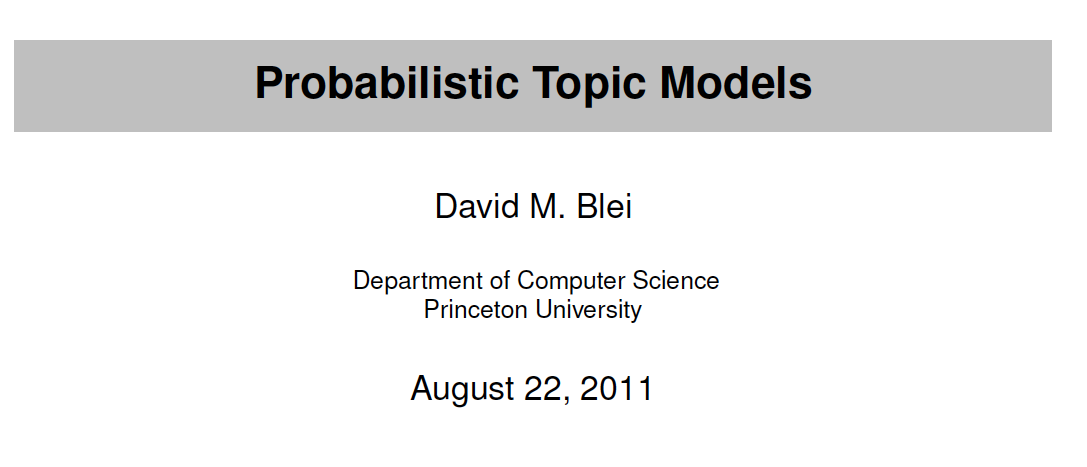 Probabilistic Topic Models
David M. Blei
Department of Computer Science
Princeton University
August 22, 2011